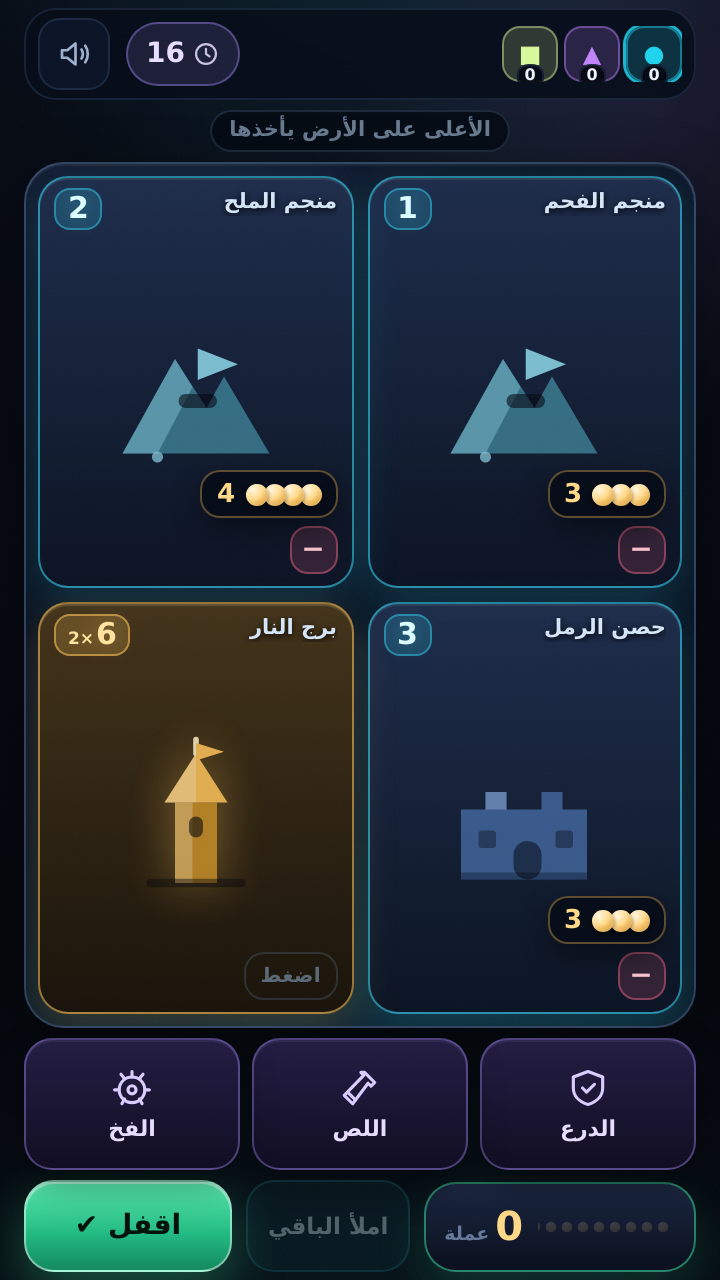 16
0 0 0
الأعلى على الأرض يأخذها
منجم الفحم 1
3
−
منجم الملح 2
4
−
حصن الرمل 3
3
−
برج النار 6×2
اضغط
الدرع
اللص
الفخ
0 عملة
املأ الباقي
اقفل ✔